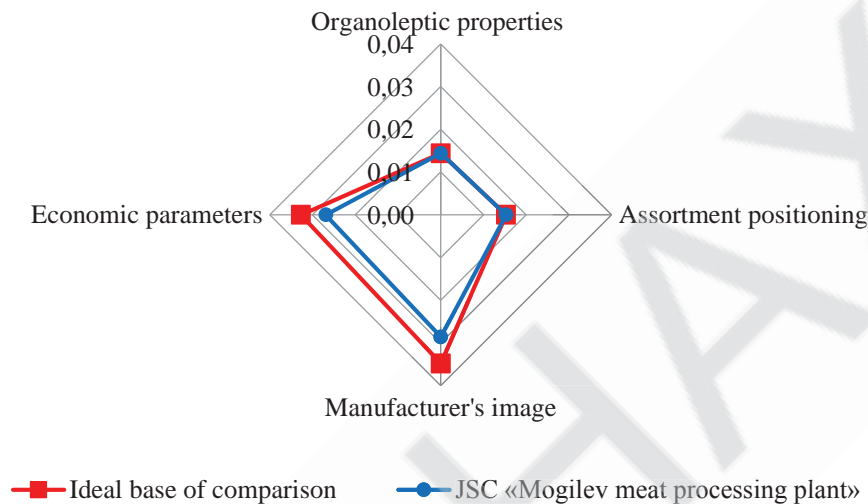 Organoleptic properties
0,04
0,03
0,02
0,01
0,00
Economic parameters
Assortment positioning
Manufacturer's image
Ideal base of comparison
JSC «Mogilev meat processing plant»